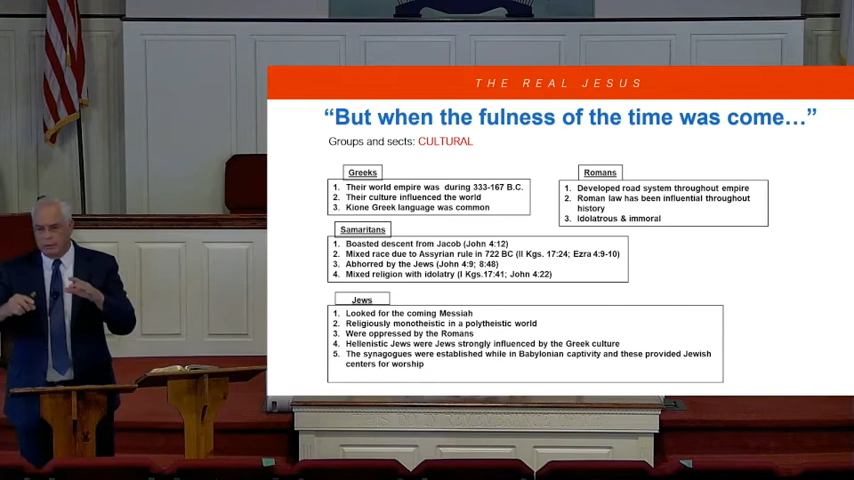 THE REAL JESUS
“But when the fulness of the time was come...”
Groups and sects: CULTURAL
Greeks
1. Their world empire was during 333-167 B.C.
2. Their culture influenced the world
3. Kione Greek language was common
Romans
1. Developed road system throughout empire
2. Roman law has been influential throughout
history
3. Idolatrous & immoral
Samaritans
1. Boasted descent from Jacob (John 4:12)
2. Mixed race due to Assyrian rule in 722 BC (II Kgs. 17:24; Ezra 4:9-10)
3. Abhorred by the Jews (John 4:9; 8:48)
4. Mixed religion with idolatry (I Kgs.17:41; John 4:22)
Jews
1. Looked for the coming Messiah
2. Religiously monotheistic in a polytheistic world
3. Were oppressed by the Romans
4. Hellenistic Jews were Jews strongly influenced by the Greek culture
5. The synagogues were established while in Babylonian captivity and these provided Jewish
centers for worship